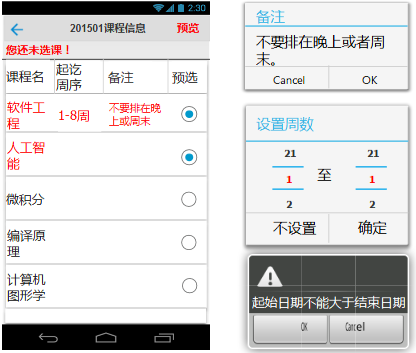 2:30
201501课程信息 预览
您还未选课！
课程名 起讫周序 备注 预选
软件工程 1-8周 不要排在晚上或周末
人工智能
微积分
编译原理
计算机图形学
备注
不要排在晚上或者周末。
Cancel OK
设置周数
21 21
1 至 1
2 2
不设置 确定
起始日期不能大于结束日期
OK Cancel